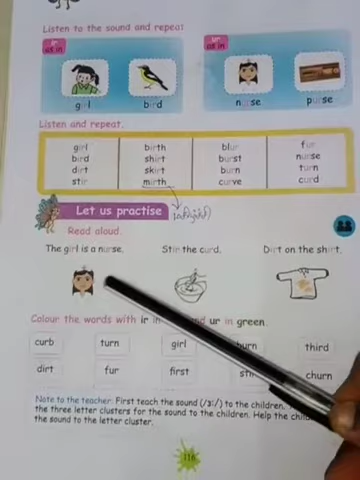 Listen to the sound and repeat
ir
as in
ur
as in
girl bird nurse purse
Listen and repeat.
girl birth blur fur
bird shirt burst nurse
dirt skirt burn turn
stir mirth curve curd
Let us practise
Read aloud.
The girl is a nurse. Stir the curd. Dirt on the shirt.
Colour the words with ir in and ur in green.
curb turn girl burn third
dirt fur first churn
Note to the teacher: First teach the sound (/ɜː/) to the children.
the three letter clusters for the sound to the children. Help the
the sound to the letter cluster.
116